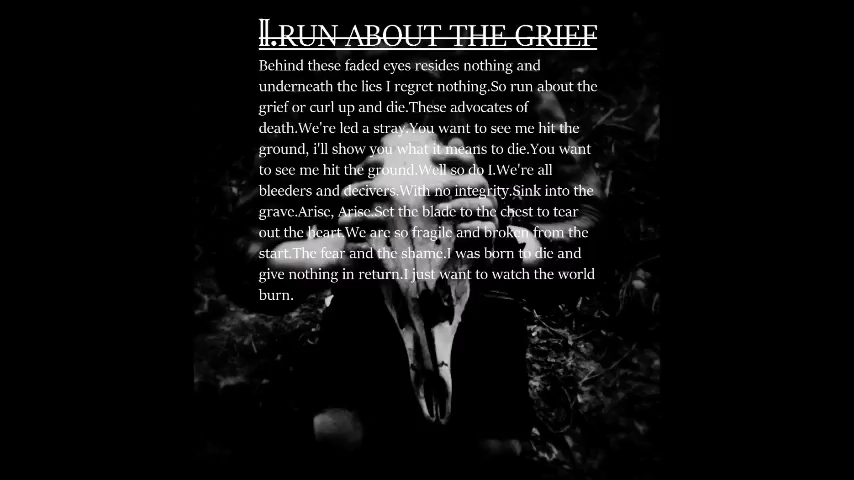 I.RUN ABOUT THE GRIEF
Behind these faded eyes resides nothing and
underneath the lies I regret nothing.So run about the
grief or curl up and die.These advocates of
death.We're led a stray.You want to see me hit the
ground, i'll show you what it means to die.You want
to see me hit the ground.Well so do I.We're all
bleeders and decivers.With no integrity.Sink into the
grave.Arise, Arise.Set the blade to the chest to tear
out the heart.We are so fragile and broken from the
start.The fear and the shame.I was born to die and
give nothing in return.I just want to watch the world
burn.